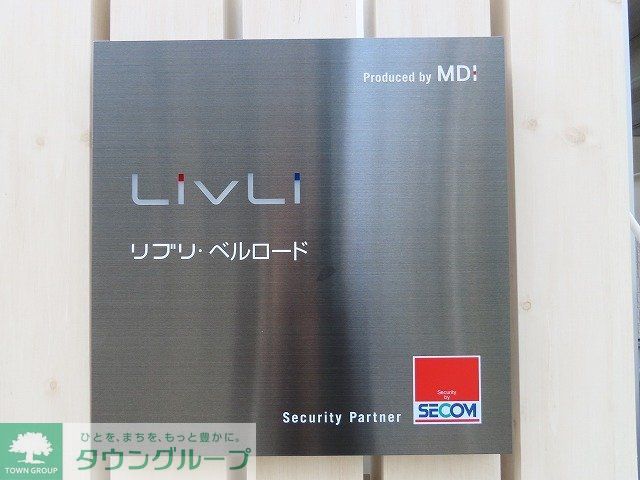 Produced by MDI
LivLi
リブリ・ベルロード
Security
by
SECOM
Security Partner
ひとを、まちを、もっと豊かに。
タウングループ
TOWN GROUP